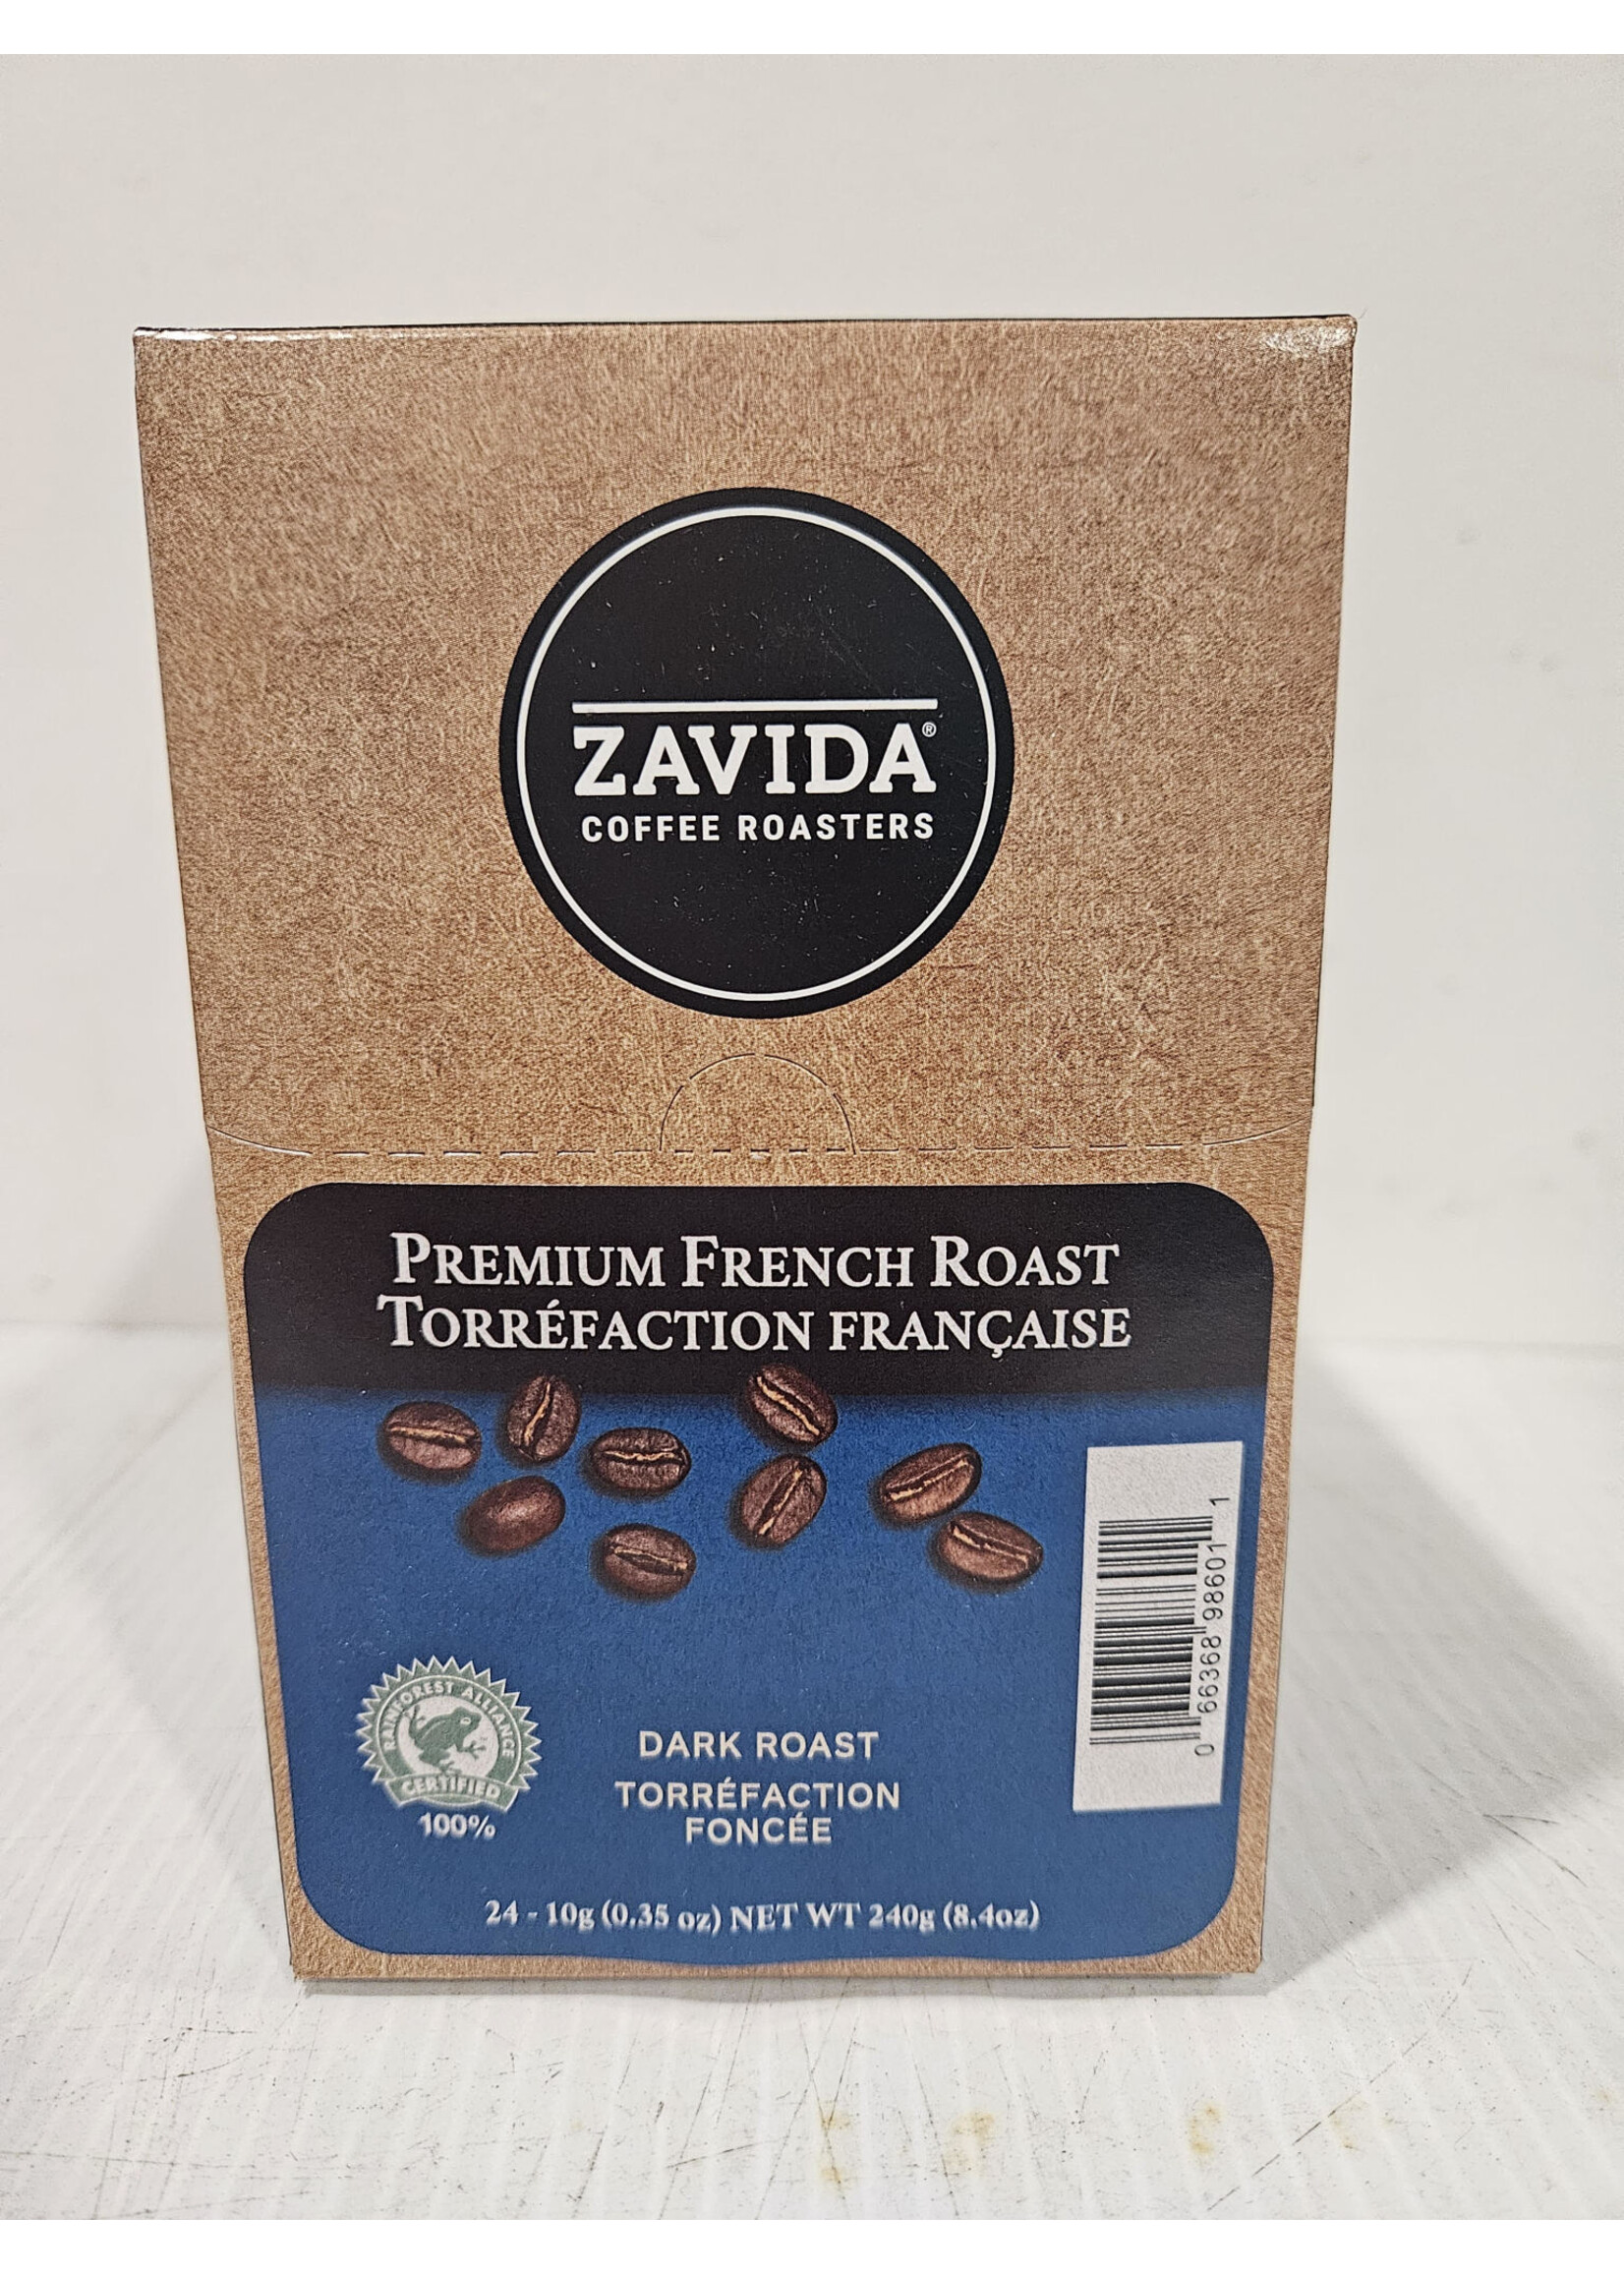 ZAVIDA®
COFFEE ROASTERS
PREMIUM FRENCH ROAST
TORRÉFACTION FRANÇAISE
0 66368 98601 1
RAINFOREST ALLIANCE
CERTIFIED
100%
DARK ROAST
TORRÉFACTION
FONCÉE
24 - 10g (0.35 oz) NET WT 240g (8.4oz)